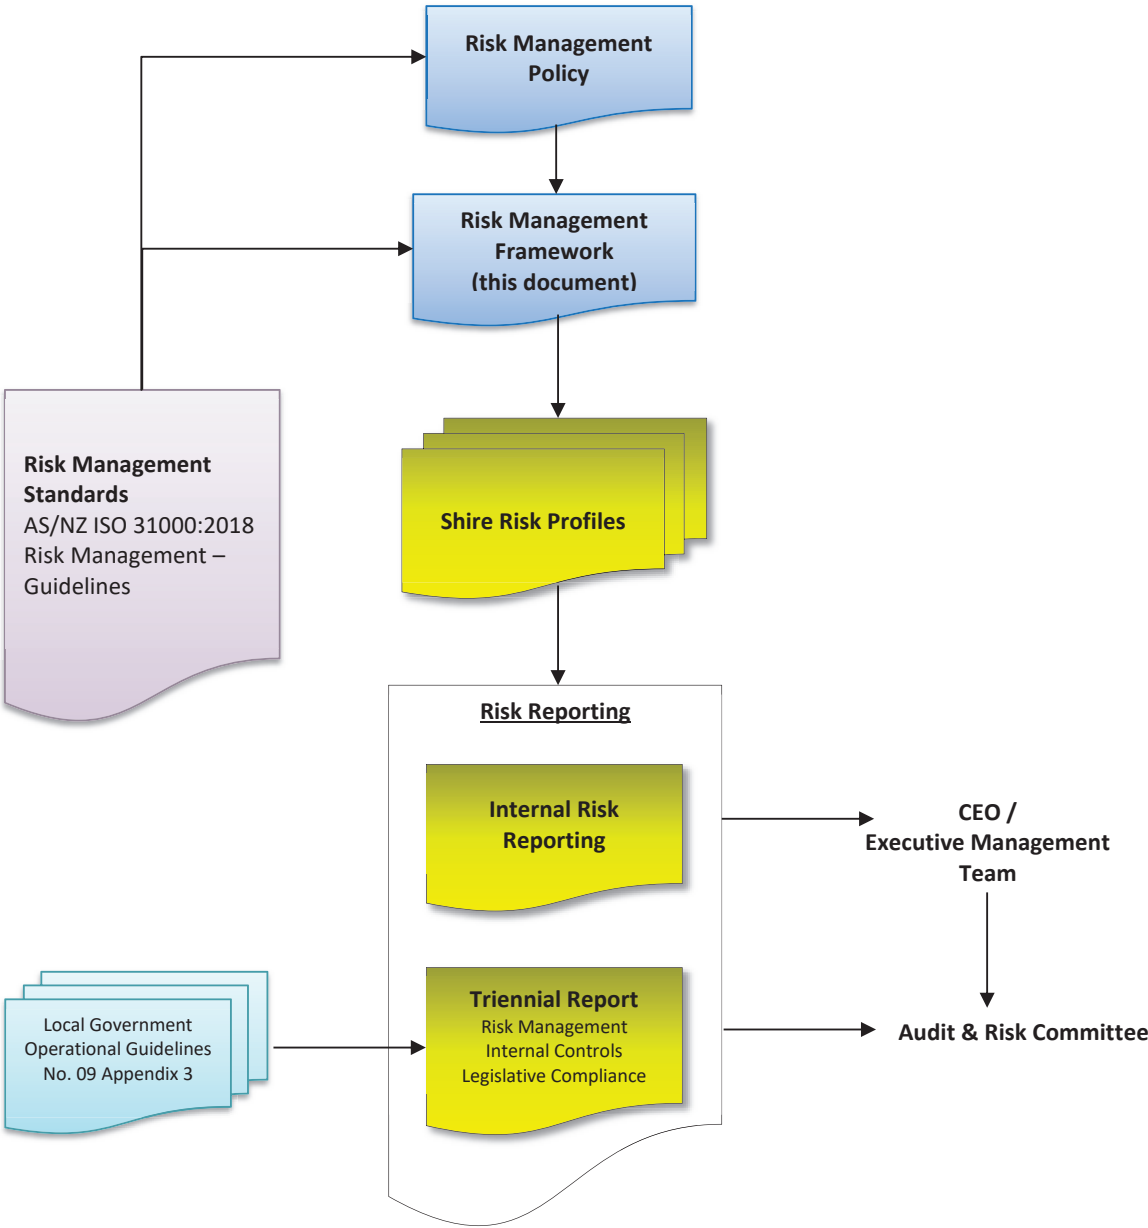 Risk Management
Policy
Risk Management
Framework
(this document)
Risk Management
Standards
AS/NZ ISO 31000:2018
Risk Management –
Guidelines
Shire Risk Profiles
Risk Reporting
Internal Risk
Reporting
CEO /
Executive Management
Team
Local Government
Operational Guidelines
No. 09 Appendix 3
Triennial Report
Risk Management
Internal Controls
Legislative Compliance
Audit & Risk Committee